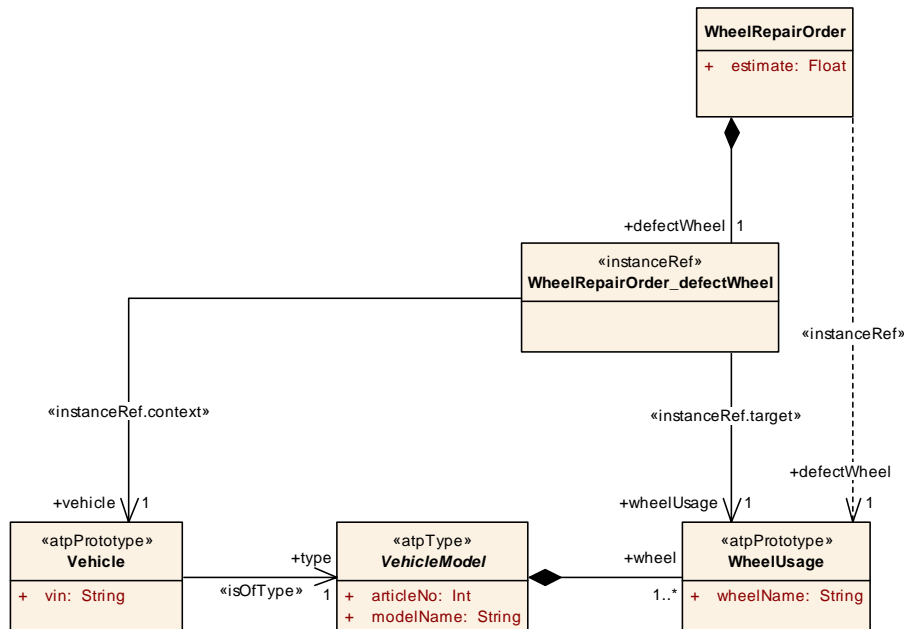 WheelRepairOrder
+ estimate: Float
+defectWheel 1
«instanceRef»
WheelRepairOrder_defectWheel
«instanceRef»
«instanceRef.context»
«instanceRef.target»
+defectWheel
+vehicle 1
+wheelUsage 1
1
«atpPrototype»
Vehicle
+ vin: String
+type
«isOfType» 1
«atpType»
VehicleModel
+ articleNo: Int
+ modelName: String
+wheel
1..*
«atpPrototype»
WheelUsage
+ wheelName: String